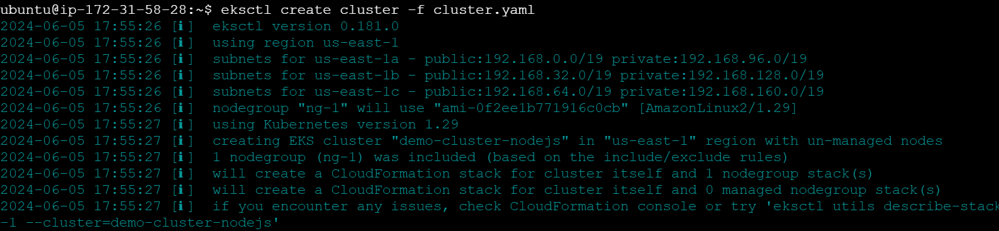 ubuntu@ip-172-31-58-28:~$ eksctl create cluster -f cluster.yaml
2024-06-05 17:55:26 [ℹ]  eksctl version 0.181.0
2024-06-05 17:55:26 [ℹ]  using region us-east-1
2024-06-05 17:55:26 [ℹ]  subnets for us-east-1a - public:192.168.0.0/19 private:192.168.96.0/19
2024-06-05 17:55:26 [ℹ]  subnets for us-east-1b - public:192.168.32.0/19 private:192.168.128.0/19
2024-06-05 17:55:26 [ℹ]  subnets for us-east-1c - public:192.168.64.0/19 private:192.168.160.0/19
2024-06-05 17:55:26 [ℹ]  nodegroup "ng-1" will use "ami-0f2ee1b771916c0cb" [AmazonLinux2/1.29]
2024-06-05 17:55:27 [ℹ]  using Kubernetes version 1.29
2024-06-05 17:55:27 [ℹ]  creating EKS cluster "demo-cluster-nodejs" in "us-east-1" region with un-managed nodes
2024-06-05 17:55:27 [ℹ]  1 nodegroup (ng-1) was included (based on the include/exclude rules)
2024-06-05 17:55:27 [ℹ]  will create a CloudFormation stack for cluster itself and 1 nodegroup stack(s)
2024-06-05 17:55:27 [ℹ]  will create a CloudFormation stack for cluster itself and 0 managed nodegroup stack(s)
2024-06-05 17:55:27 [ℹ]  if you encounter any issues, check CloudFormation console or try 'eksctl utils describe-stack
-1 --cluster=demo-cluster-nodejs'